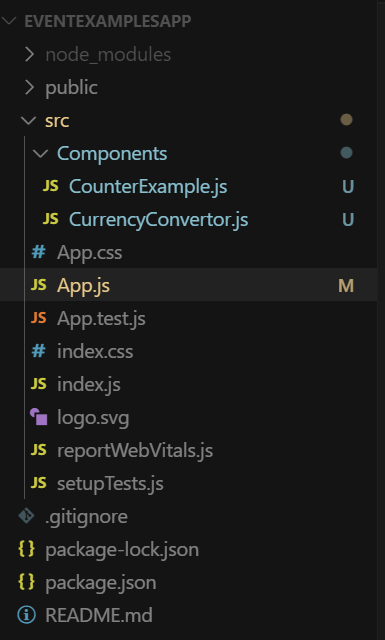 EVENTEXAMPLESAPP
node_modules
public
src
Components
JS CounterExample.js U
JS CurrencyConvertor.js U
# App.css
JS App.js M
JS App.test.js
# index.css
JS index.js
logo.svg
JS reportWebVitals.js
JS setupTests.js
.gitignore
{} package-lock.json
{} package.json
README.md